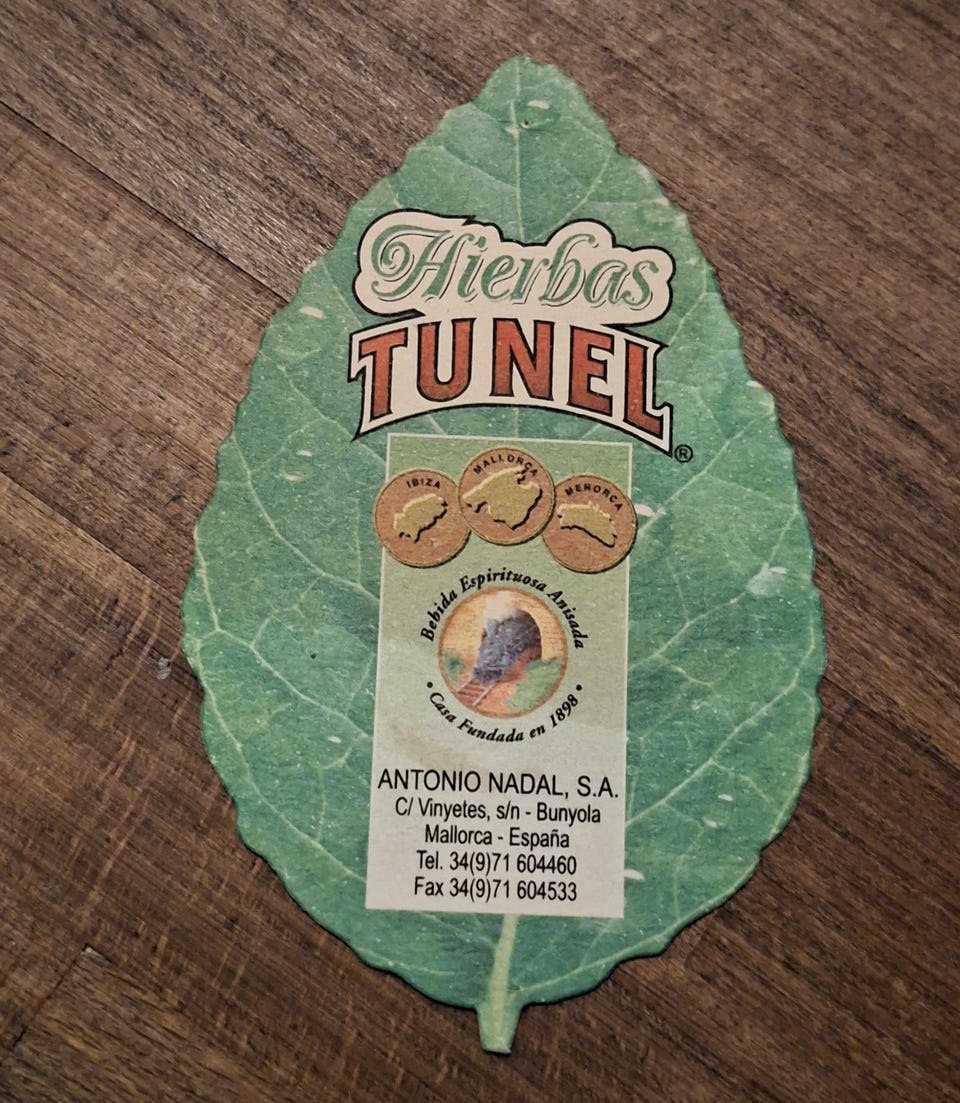 Hierbas
TUNEL
®
IBIZA
MALLORCA
MENORCA
Bebida Espirituosa Anisada
• Casa Fundada en 1898 •
ANTONIO NADAL, S.A.
C/ Vinyetes, s/n - Bunyola
Mallorca - España
Tel. 34(9)71 604460
Fax 34(9)71 604533